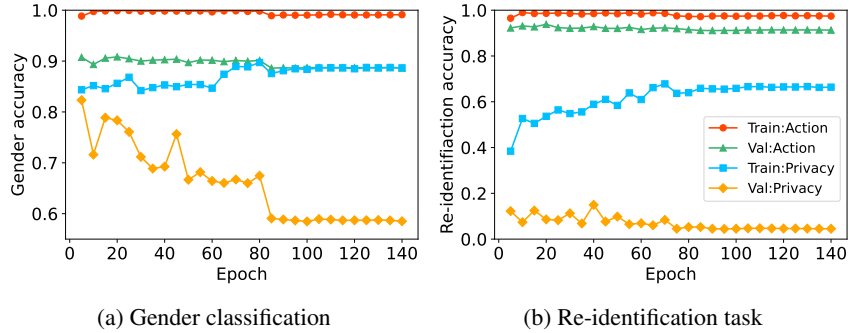 1.0
0.9
0.8
0.7
0.6
Gender accuracy
0 20 40 60 80 100 120 140
Epoch
(a) Gender classification
1.0
0.8
0.6
0.4
0.2
0.0
Re-identifiaction accuracy
Train:Action
Val:Action
Train:Privacy
Val:Privacy
0 20 40 60 80 100 120 140
Epoch
(b) Re-identification task